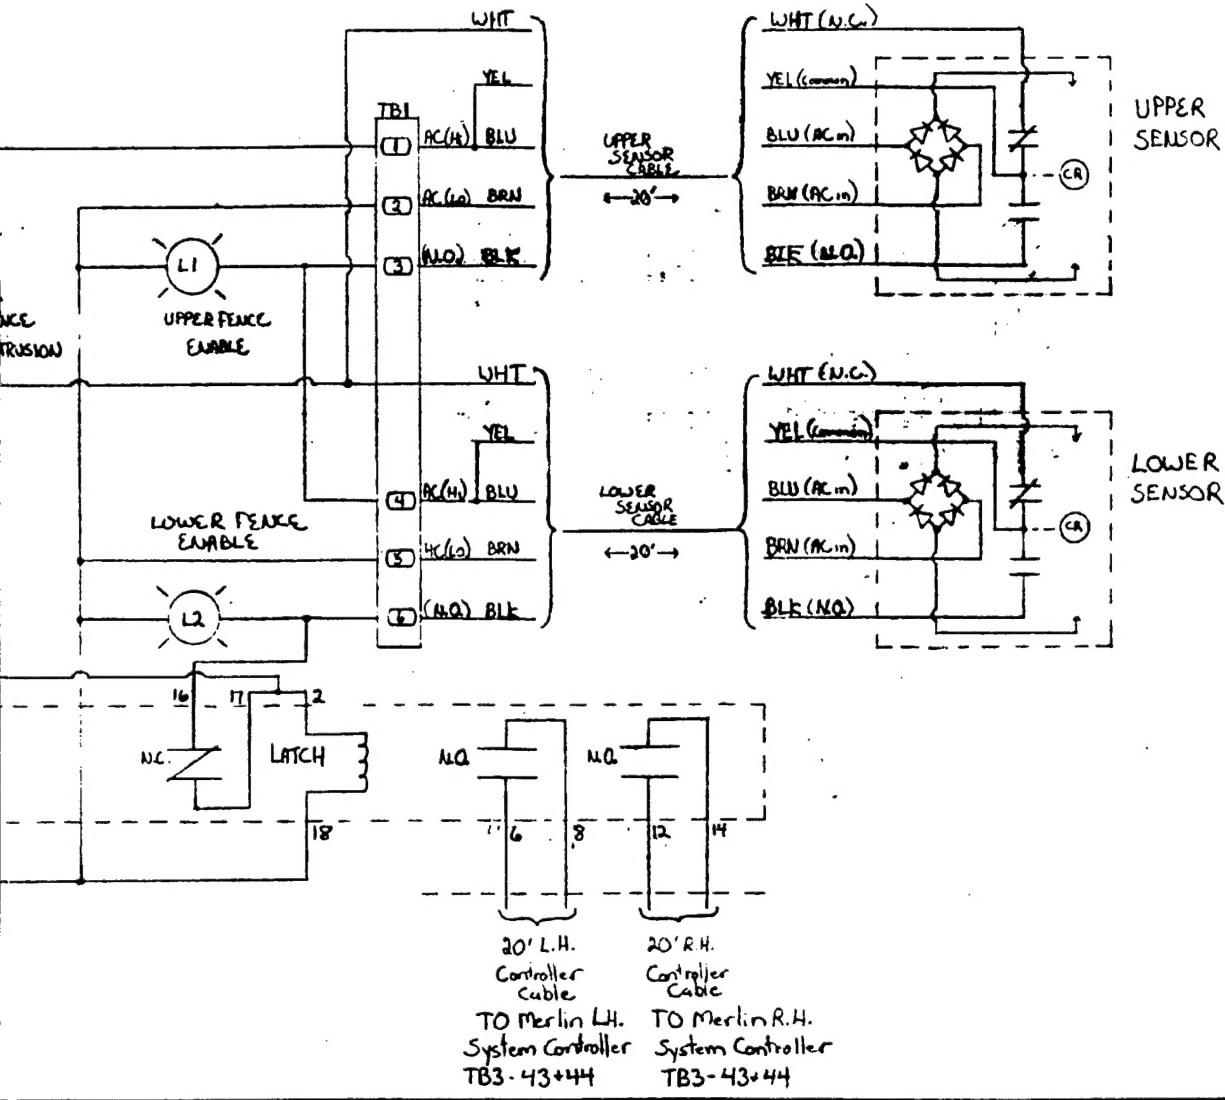 WHT
YEL
TB1
1
AC(Hi) BLU
2
AC(LO) BRN
3
(N.O.) BLK
L1
UPPER FENCE
ENABLE
NCE
TRUSION
UPPER
SENSOR
CABLE
20'
WHT (N.C.)
YEL (Common)
BLU (AC in)
BRN (AC in)
BLK (N.O.)
CR
UPPER
SENSOR
WHT
YEL
4
AC(Hi) BLU
LOWER FENCE
ENABLE
5
AC(LO) BRN
L2
6
(N.O.) BLK
LOWER
SENSOR
CABLE
20'
WHT (N.C.)
YEL (Common)
BLU (AC in)
BRN (AC in)
BLK (N.O.)
CR
LOWER
SENSOR
16
17
2
N.C.
LATCH
18
N.O.
6
8
N.O.
12
14
20' L.H.
Controller
Cable
TO Merlin L.H.
System Controller
TB3-43+44
20' R.H.
Controller
Cable
TO Merlin R.H.
System Controller
TB3-43+44